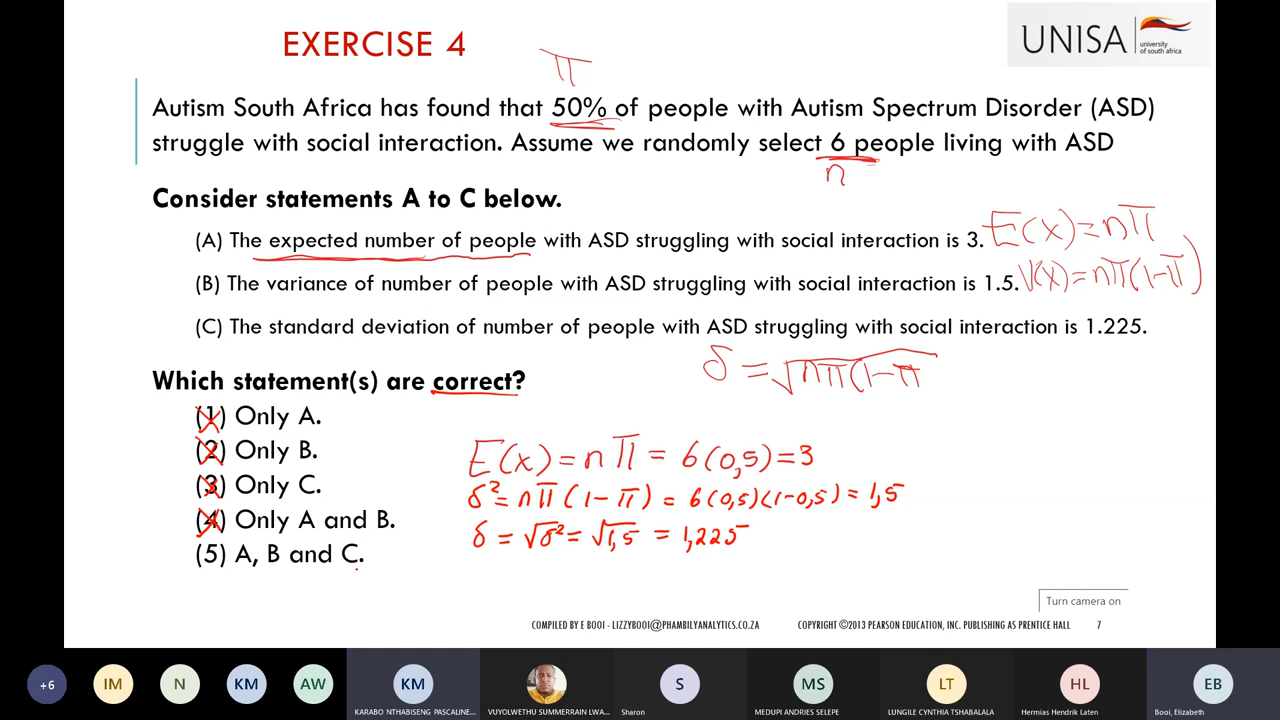 EXERCISE 4
UNISA
university
of south africa
π
Autism South Africa has found that 50% of people with Autism Spectrum Disorder (ASD)
struggle with social interaction. Assume we randomly select 6 people living with ASD
n
Consider statements A to C below.
(A) The expected number of people with ASD struggling with social interaction is 3.
E(x)=nπ
(B) The variance of number of people with ASD struggling with social interaction is 1.5.
V(x)=nπ(1-π)
(C) The standard deviation of number of people with ASD struggling with social interaction is 1.225.
δ = √nπ(1-π
Which statement(s) are correct?
(1) Only A.
(2) Only B.
(3) Only C.
(4) Only A and B.
(5) A, B and C.
E(x) = nπ = 6(0,5) = 3
δ² = nπ(1-π) = 6(0,5)(1-0,5) = 1,5
δ = √δ² = √1,5 = 1,225
Turn camera on
COMPILED BY E BOOI - LIZZYBOOI@PHAMBILYANALYTICS.CO.ZA
COPYRIGHT ©2013 PEARSON EDUCATION, INC. PUBLISHING AS PRENTICE HALL
7
+6
IM
N
KM
AW
KM
S
MS
LT
HL
EB
KARABO NTHABISENG PASCALINE...
VUYOLWETHU SUMMERRAIN LWA...
Sharon
MEDUPI ANDRIES SELEPE
LUNGILE CYNTHIA TSHABALALA
Hermias Hendrik Laten
Booi, Elizabeth